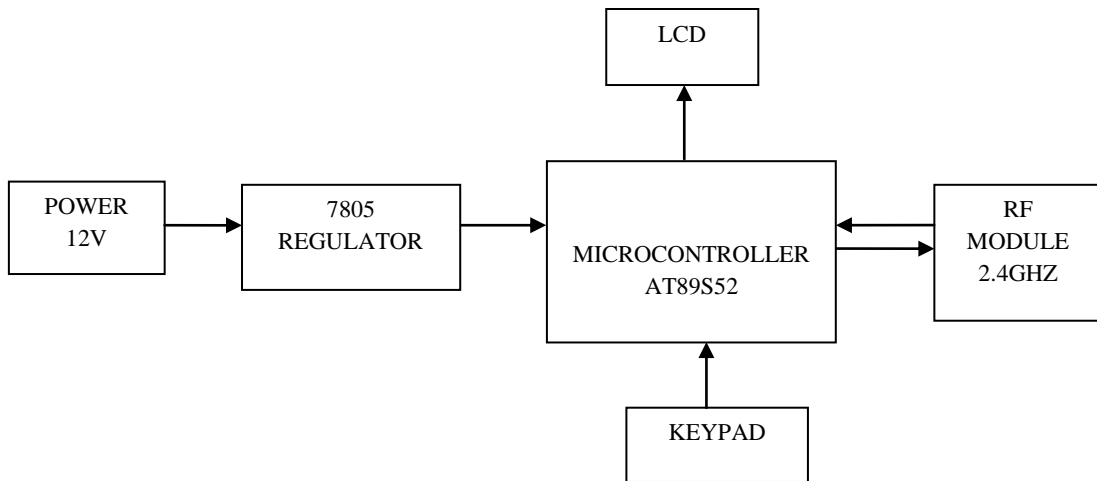 LCD
POWER
12V
7805
REGULATOR
MICROCONTROLLER
AT89S52
RF
MODULE
2.4GHZ
KEYPAD